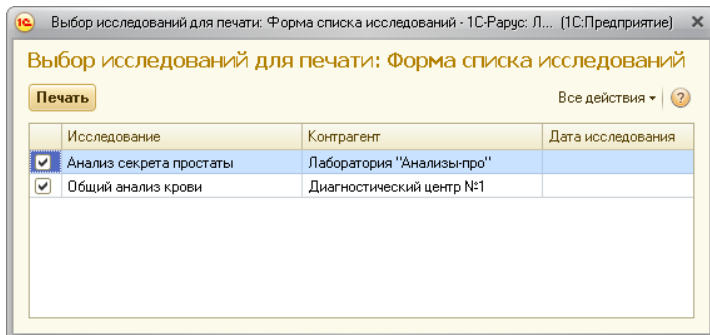 1С Выбор исследований для печати: Форма списка исследований - 1С-Рарус: Л... (1С:Предприятие)
Выбор исследований для печати: Форма списка исследований
Печать Все действия ?
Исследование Контрагент Дата исследования
Анализ секрета простаты Лаборатория "Анализы-про"
Общий анализ крови Диагностический центр №1